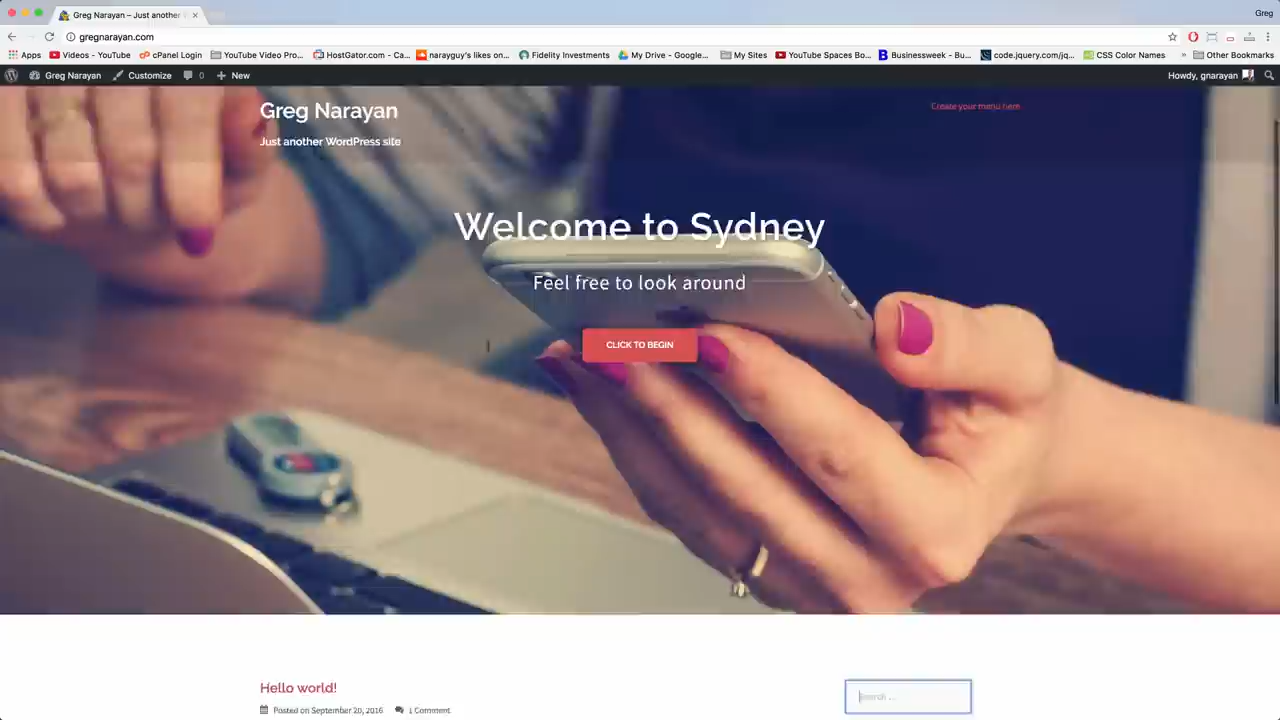 Greg Narayan – Just another W
Greg
gregnarayan.com
Apps
Videos - YouTube
cPanel Login
YouTube Video Pro...
HostGator.com - Ca...
narayguy's likes on...
Fidelity Investments
My Drive - Google...
My Sites
YouTube Spaces Bo...
Businessweek - Bu...
code.jquery.com/jq...
CSS Color Names
Other Bookmarks
Greg Narayan
Customize
0
New
Howdy, gnarayan
Greg Narayan
Create your menu here
Just another WordPress site
Welcome to Sydney
Feel free to look around
CLICK TO BEGIN
Hello world!
Search ...
Posted on September 20, 2016
1 Comment